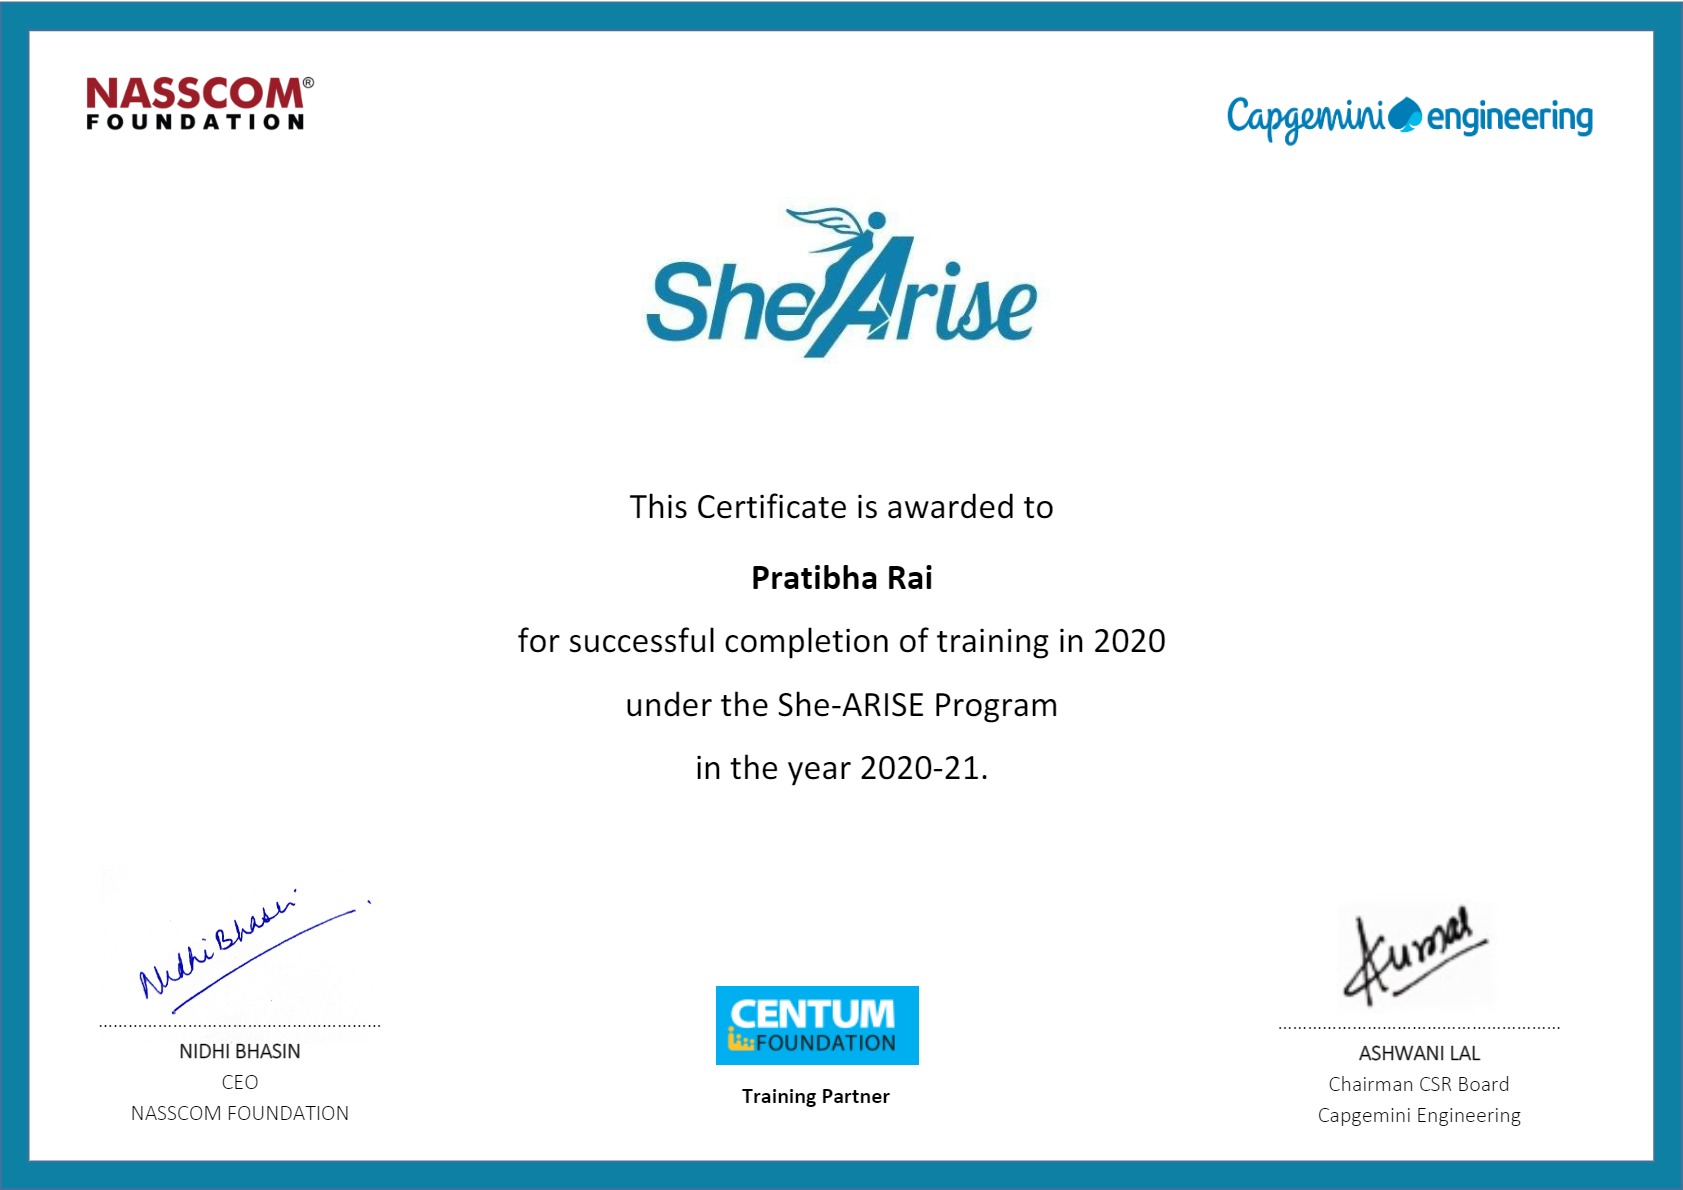 NASSCOM®
FOUNDATION
Capgemini engineering
She Arise
This Certificate is awarded to
Pratibha Rai
for successful completion of training in 2020
under the She-ARISE Program
in the year 2020-21.
Nidhi Bhasin
NIDHI BHASIN
CEO
NASSCOM FOUNDATION
CENTUM
FOUNDATION
Training Partner
ASHWANI LAL
Chairman CSR Board
Capgemini Engineering